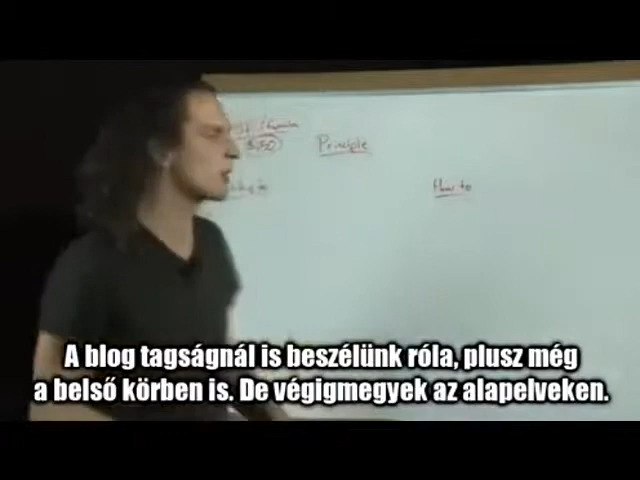 Principle
How to
A blog tagságnál is beszélünk róla, plusz még
a belső körben is. De végigmegyek az alapelveken.